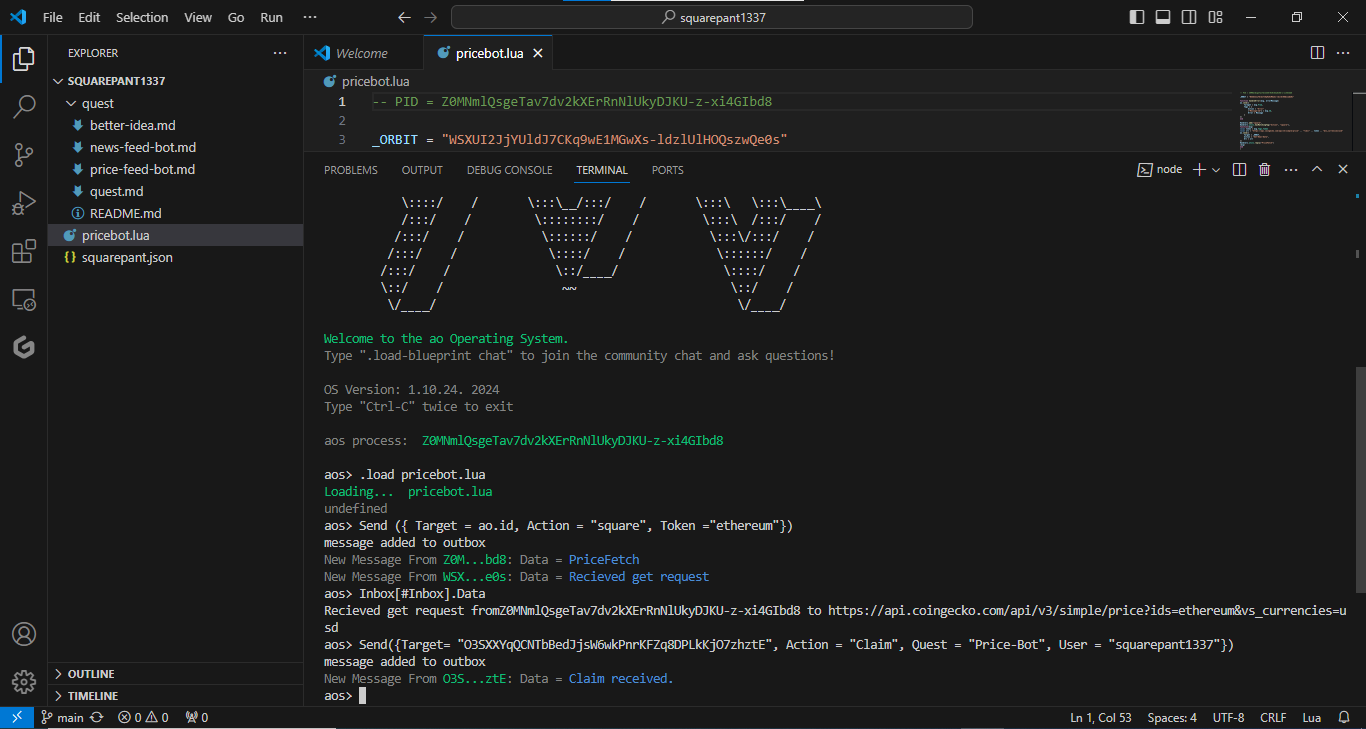 File Edit Selection View Go Run ··· squarepant1337
EXPLORER ···
SQUAREPANT1337
quest
better-idea.md
news-feed-bot.md
price-feed-bot.md
quest.md
README.md
pricebot.lua
squarepant.json
OUTLINE
TIMELINE
Welcome pricebot.lua
pricebot.lua
1 -- PID = Z0MNmlQsgeTav7dv2kXErRnNlUkyDJKU-z-xi4GIbd8
2
3 _ORBIT = "WSXUI2JjYUldJ7CKq9wE1MGwXs-ldzlUlHOQszwQe0s"
PROBLEMS OUTPUT DEBUG CONSOLE TERMINAL PORTS node
\::::/    /       \:::\__/:::/    /       \:::\   \:::\____\
/:::/    /         \::::::::/    /         \:::\  /:::/    /
/:::/    /           \::::::/    /           \:::\/:::/    /
/:::/    /             \::::/    /             \::::::/    /
/:::/    /               \::/____/               \::::/    /
\::/    /                 ~~                      \::/    /
\/____/                                           \/____/
Welcome to the ao Operating System.
Type ".load-blueprint chat" to join the community chat and ask questions!
OS Version: 1.10.24. 2024
Type "Ctrl-C" twice to exit
aos process:  Z0MNmlQsgeTav7dv2kXErRnNlUkyDJKU-z-xi4GIbd8
aos> .load pricebot.lua
Loading...  pricebot.lua
undefined
aos> Send ({ Target = ao.id, Action = "square", Token ="ethereum"})
message added to outbox
New Message From Z0M...bd8: Data = PriceFetch
New Message From WSX...e0s: Data = Recieved get request
aos> Inbox[#Inbox].Data
Recieved get request fromZ0MNmlQsgeTav7dv2kXErRnNlUkyDJKU-z-xi4GIbd8 to https://api.coingecko.com/api/v3/simple/price?ids=ethereum&vs_currencies=u
sd
aos> Send({Target= "O3SXXYqQCNTbBedJjsW6wkPnrKFZq8DPLkKjO7zhztE", Action = "Claim", Quest = "Price-Bot", User = "squarepant1337"})
message added to outbox
New Message From O3S...ztE: Data = Claim received.
aos>
main 0 0 0 Ln 1, Col 53 Spaces: 4 UTF-8 CRLF Lua